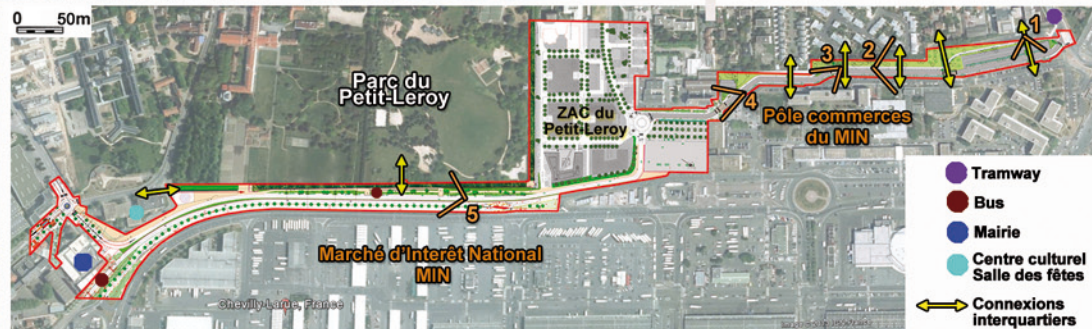 0 50m
Parc du
Petit-Leroy
ZAC du
Petit-Leroy
1
2
3
4
5
Pôle commerces
du MIN
Marché d'Interêt National
MIN
Chevilly-Larue, France
Tramway
Bus
Mairie
Centre culturel
Salle des fêtes
Connexions
interquartiers